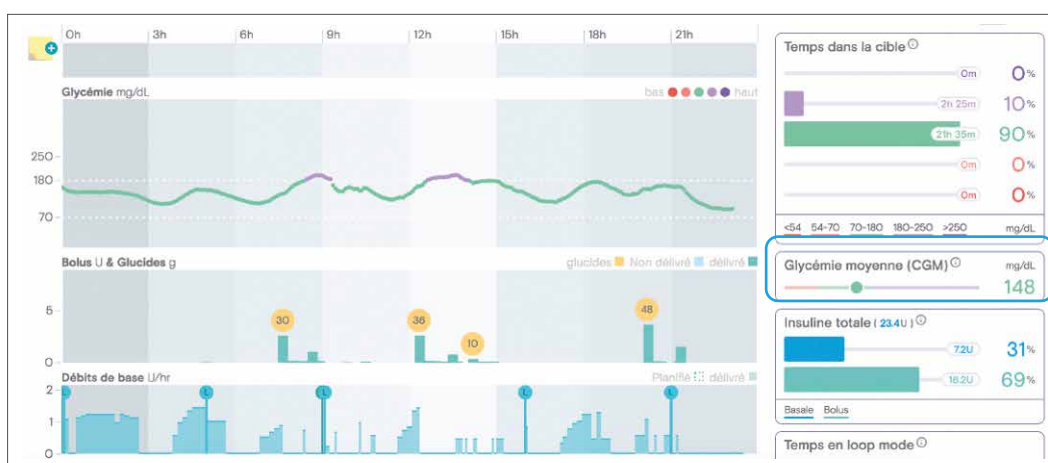 0h 3h 6h 9h 12h 15h 18h 21h
Glycémie mg/dL bas haut
250
180
70
Bolus U & Glucides g glucides Non délivré délivré
5
0
30
36
10
48
Débits de base U/hr Planifié délivré
2
1
0
L L L L L
Temps dans la cible
0m 0%
2h 25m 10%
21h 35m 90%
0m 0%
0m 0%
<54 54-70 70-180 180-250 >250 mg/dL
Glycémie moyenne (CGM) mg/dL
148
Insuline totale ( 23.4U )
7.2U 31%
16.2U 69%
Basale Bolus
Temps en loop mode